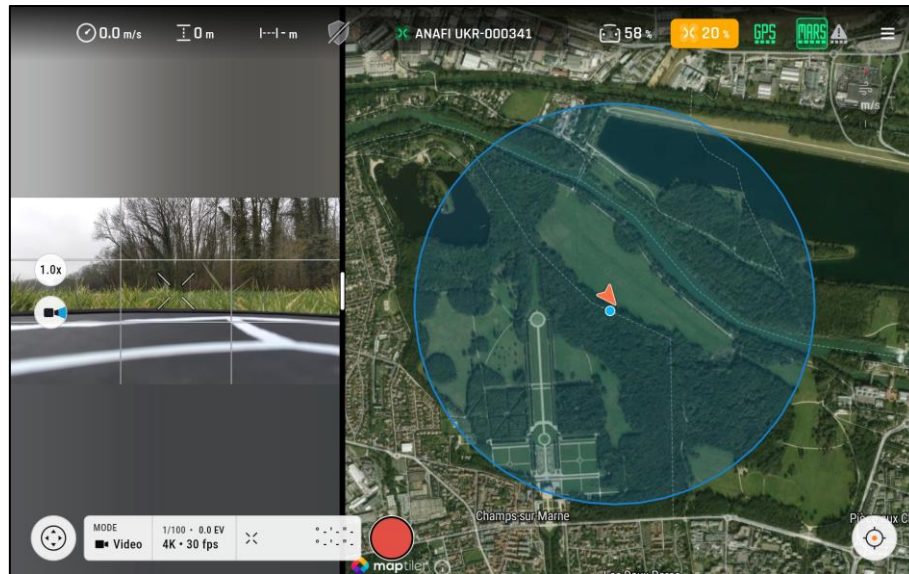 0.0 m/s
0 m
- m
ANAFI UKR-000341
58 %
20 %
GPS
MARS
m/s
1.0x
MODE
Video
1/100 • 0.0 EV
4K • 30 fps
Champs-sur-Marne
maptiler